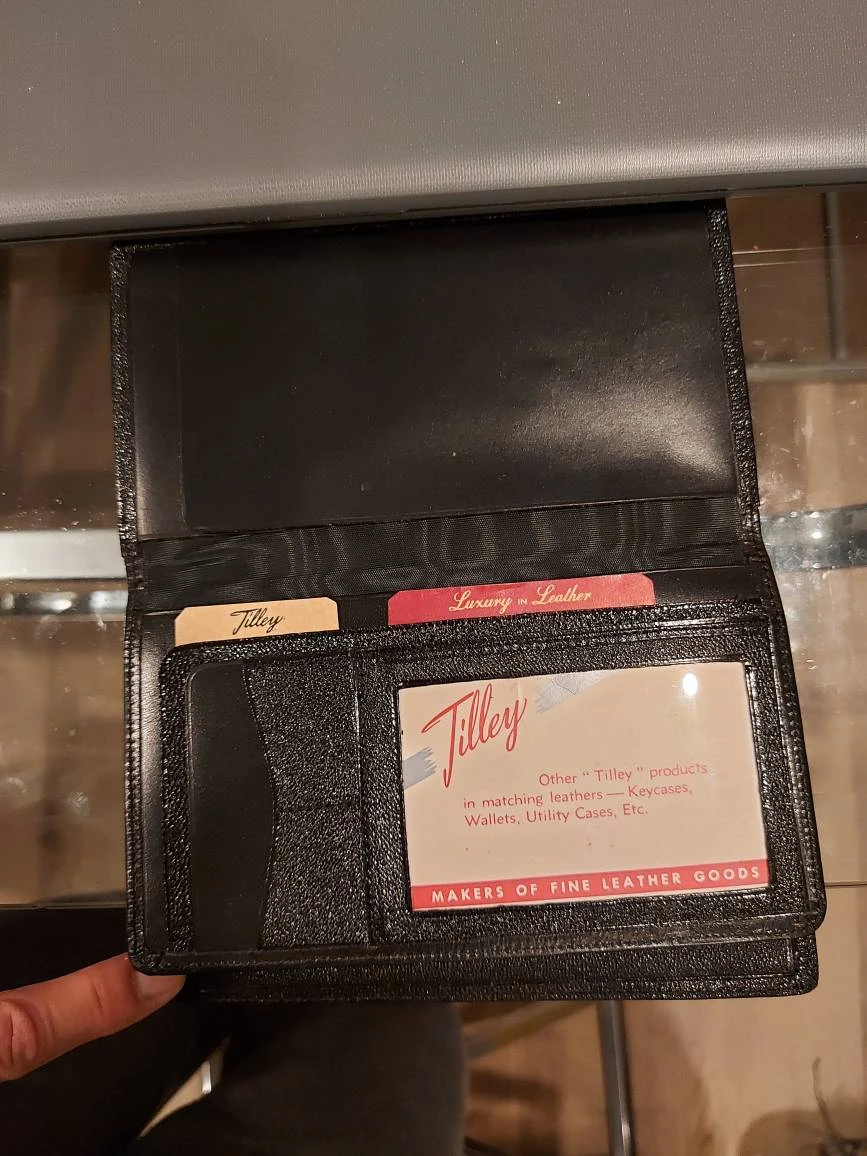 Tilley
Luxury IN Leather
Tilley
Other “ Tilley ” products
in matching leathers — Keycases,
Wallets, Utility Cases, Etc.
MAKERS OF FINE LEATHER GOODS